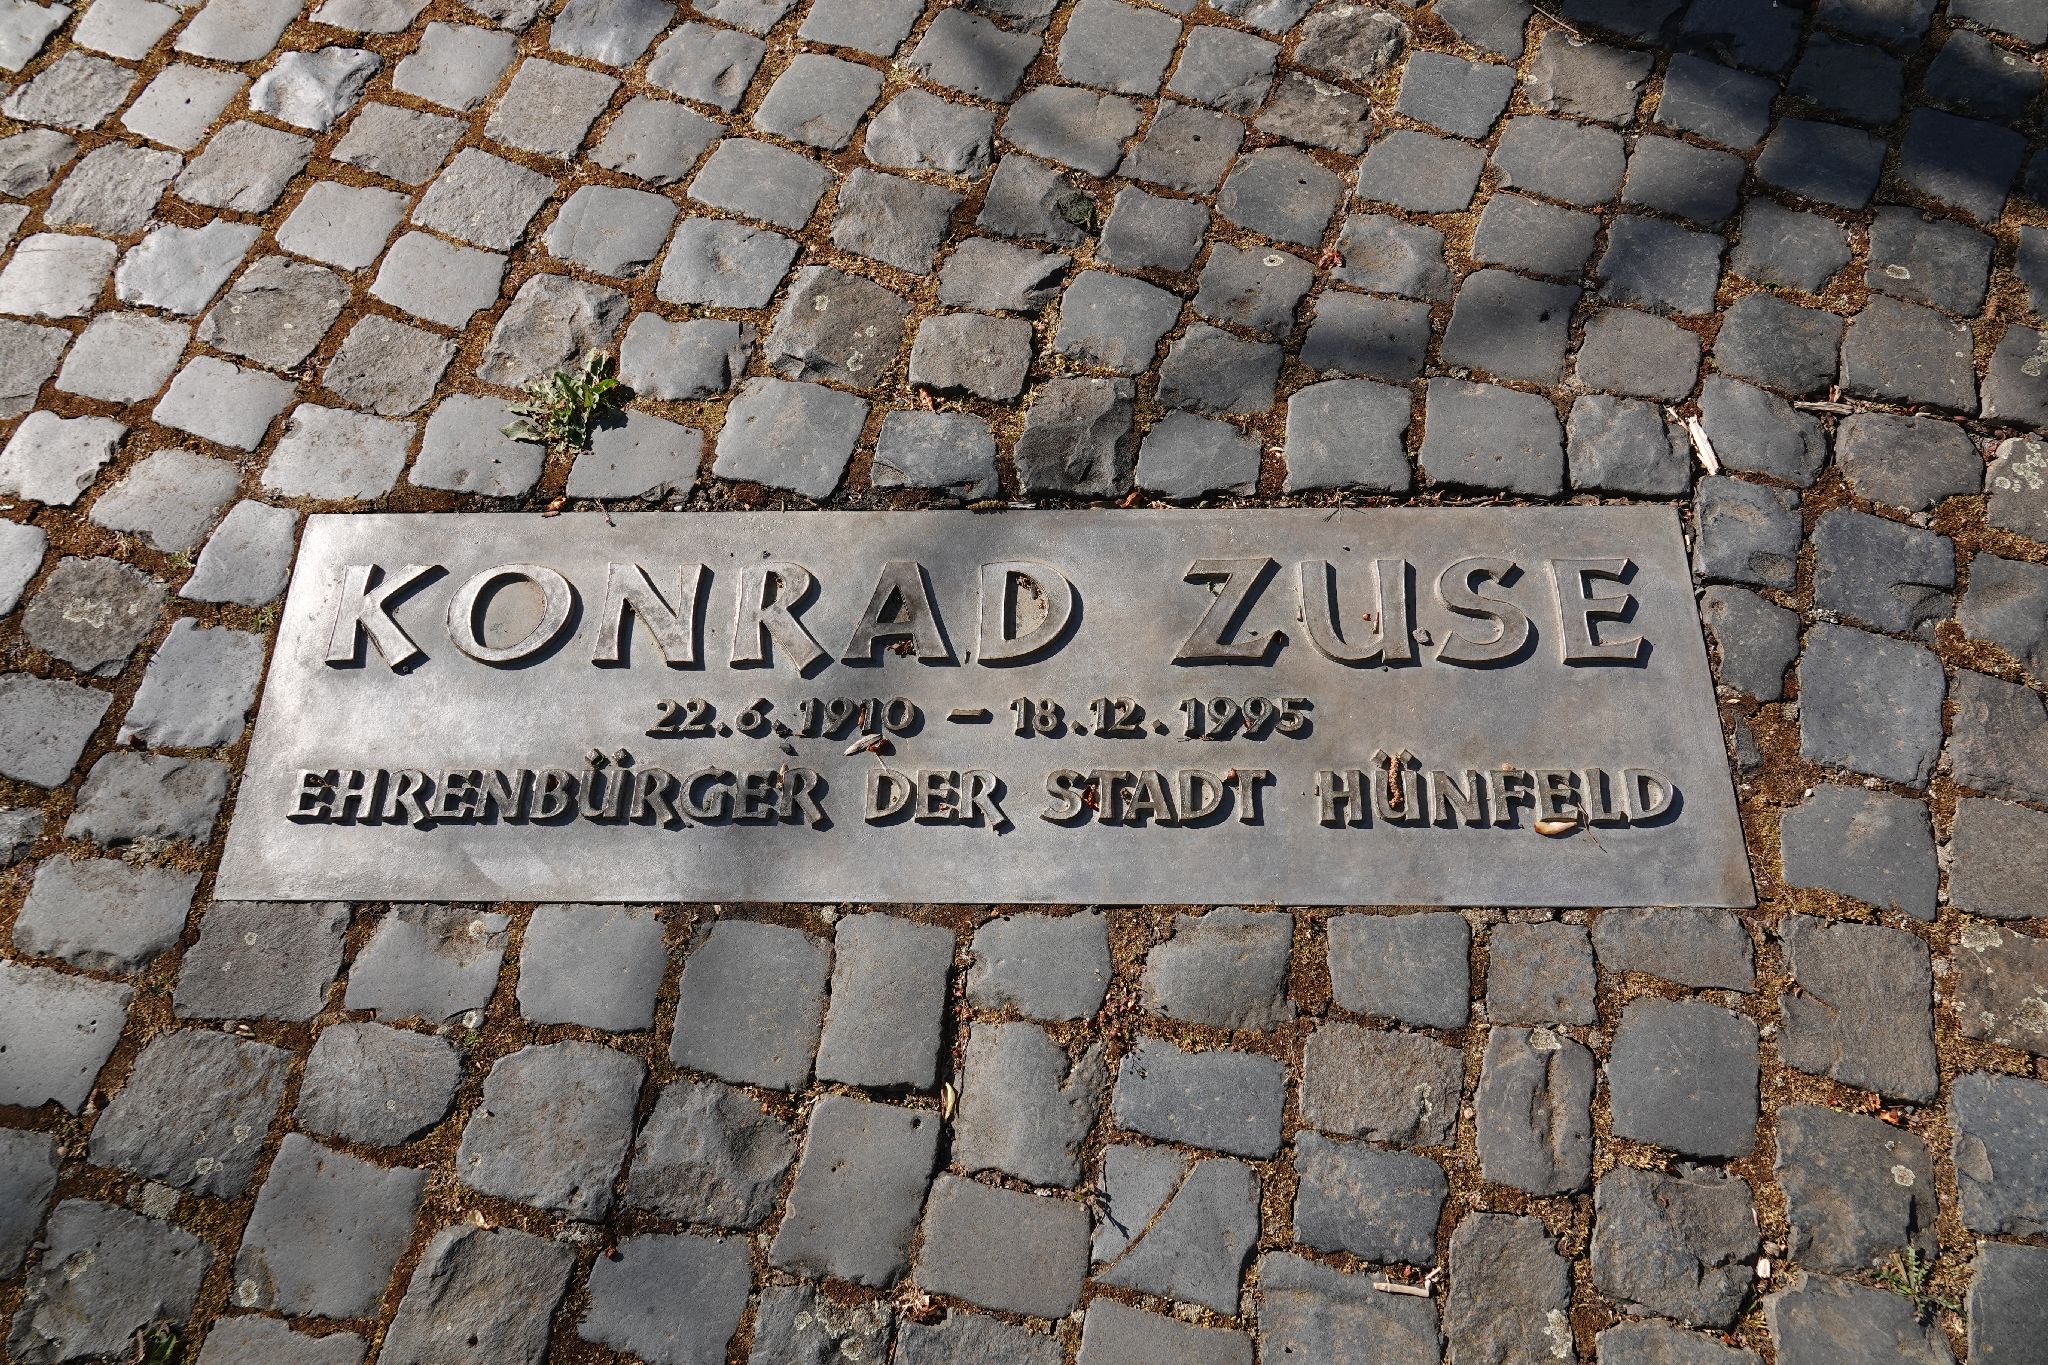 KONRAD ZUSE
22.6.1910 – 18.12.1995
EHRENBÜRGER DER STADT HÜNFELD